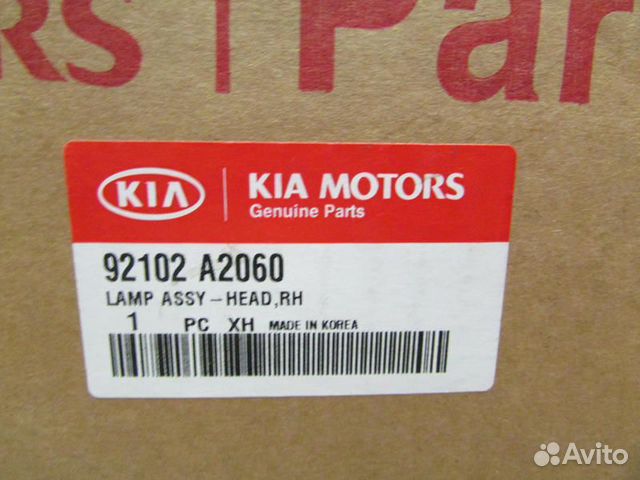 RS | Par
KIA | KIA MOTORS
Genuine Parts
92102 A2060
LAMP ASSY-HEAD,RH
1 PC XH MADE IN KOREA
Avito